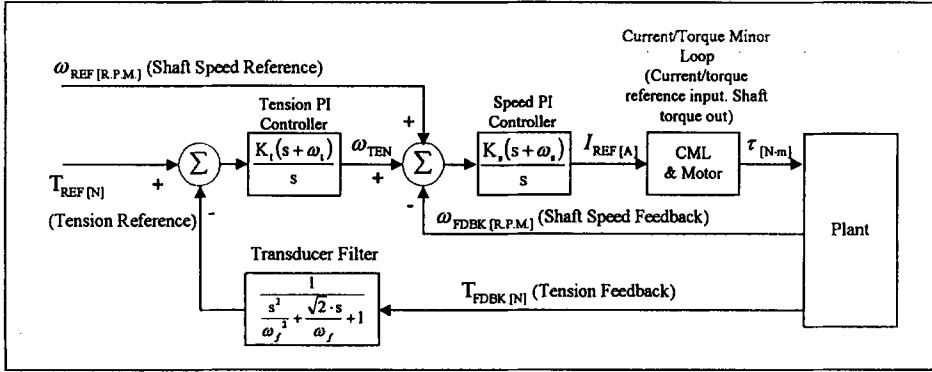 Current/Torque Minor
Loop
(Current/torque
reference input. Shaft
torque out)
ω_REF [R.P.M.] (Shaft Speed Reference)
Tension PI
Controller
Speed PI
Controller
+
K_t(s + ω_t)
s
ω_TEN
+
Σ
K_s(s + ω_s)
s
I_REF [A]
CML
& Motor
τ [N-m]
Σ
+
T_REF [N]
(Tension Reference)
-
-
ω_FDBK [R.P.M.] (Shaft Speed Feedback)
Plant
Transducer Filter
1
s²/ω_f² + √2·s/ω_f + 1
T_FDBK [N] (Tension Feedback)